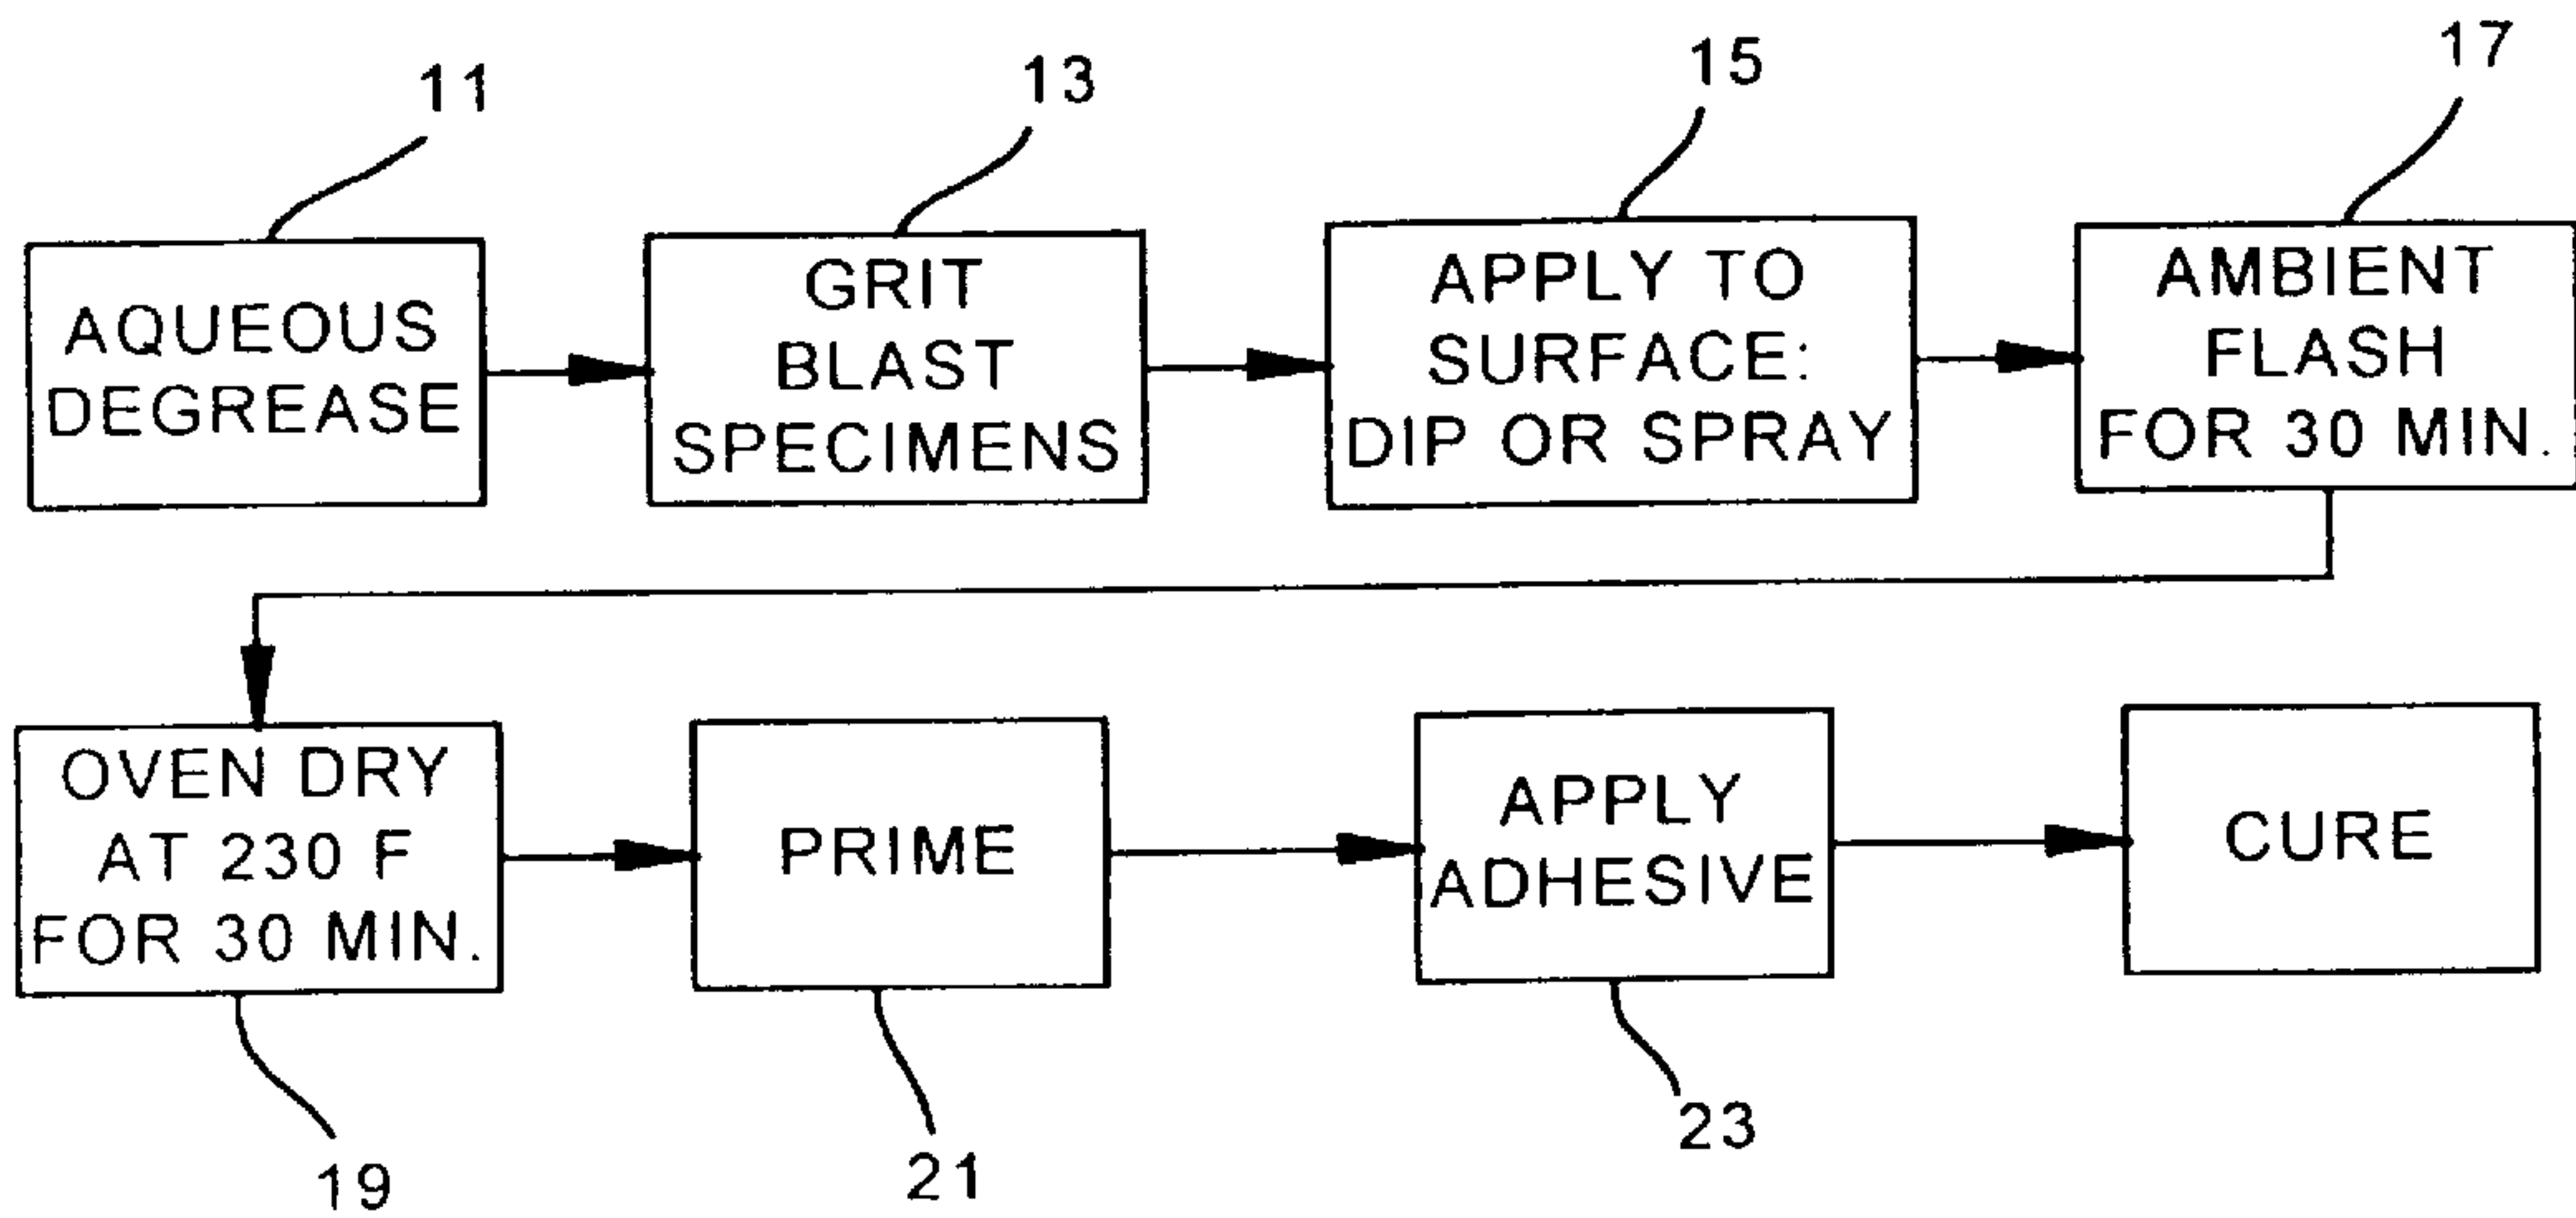 11
13
15
17
AQUEOUS
DEGREASE
GRIT
BLAST
SPECIMENS
APPLY TO
SURFACE:
DIP OR SPRAY
AMBIENT
FLASH
FOR 30 MIN.
OVEN DRY
AT 230 F
FOR 30 MIN.
PRIME
APPLY
ADHESIVE
CURE
19
21
23